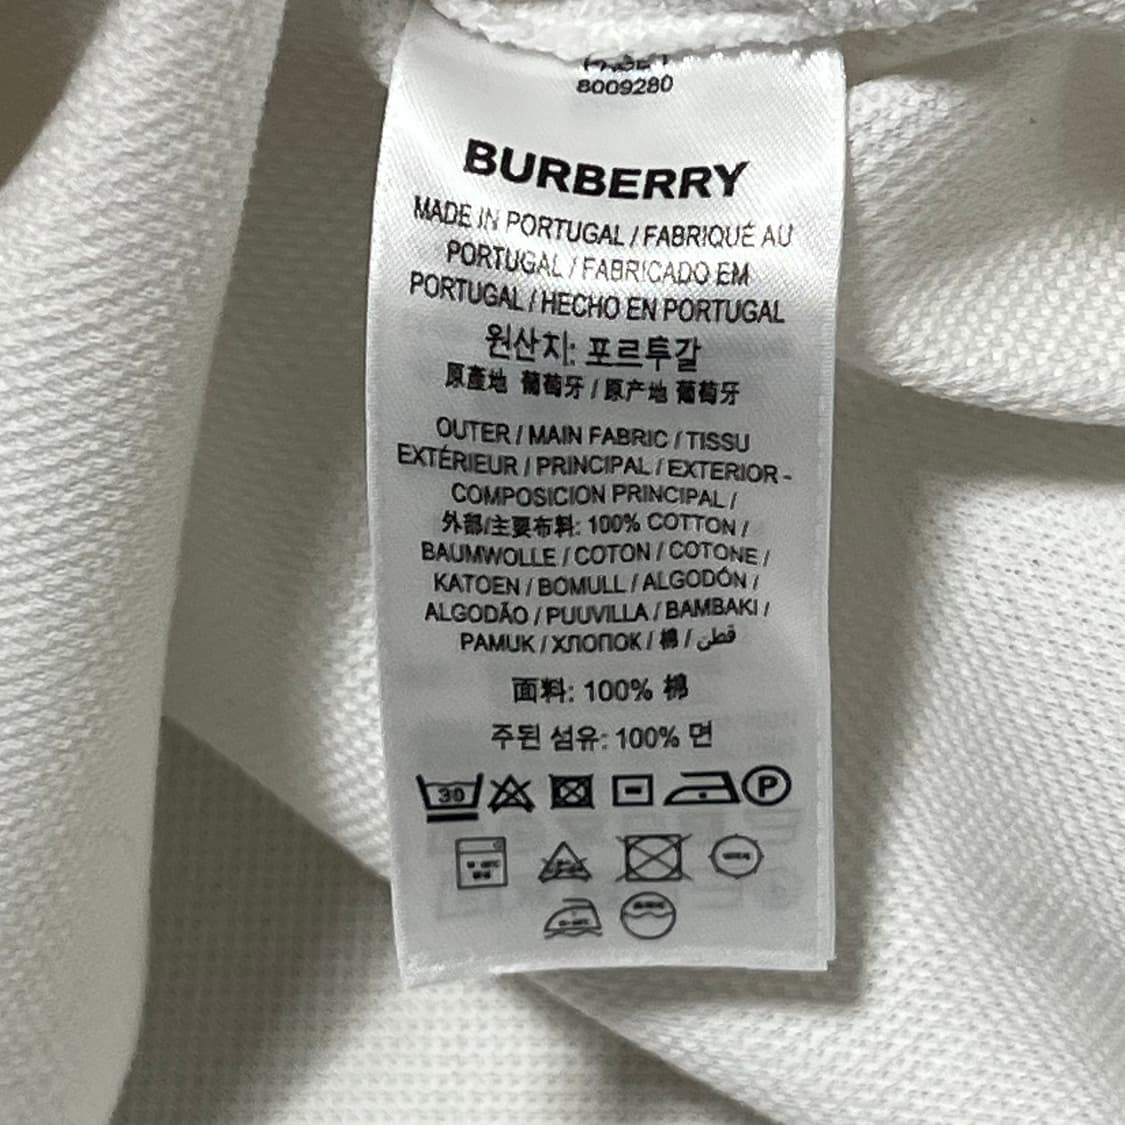 8009280
BURBERRY
MADE IN PORTUGAL / FABRIQUÉ AU
PORTUGAL / FABRICADO EM
PORTUGAL / HECHO EN PORTUGAL
원산지: 포르투갈
原產地 葡萄牙 / 原产地 葡萄牙
OUTER / MAIN FABRIC / TISSU
EXTÉRIEUR / PRINCIPAL / EXTERIOR -
COMPOSICION PRINCIPAL /
外部/主要布料: 100% COTTON /
BAUMWOLLE / COTON / COTONE /
KATOEN / BOMULL / ALGODÓN /
ALGODÃO / PUUVILLA / BAMBAKI /
PAMUK / ХЛОПОК / 棉 / قطن
面料: 100% 棉
주된 섬유: 100% 면
30 P